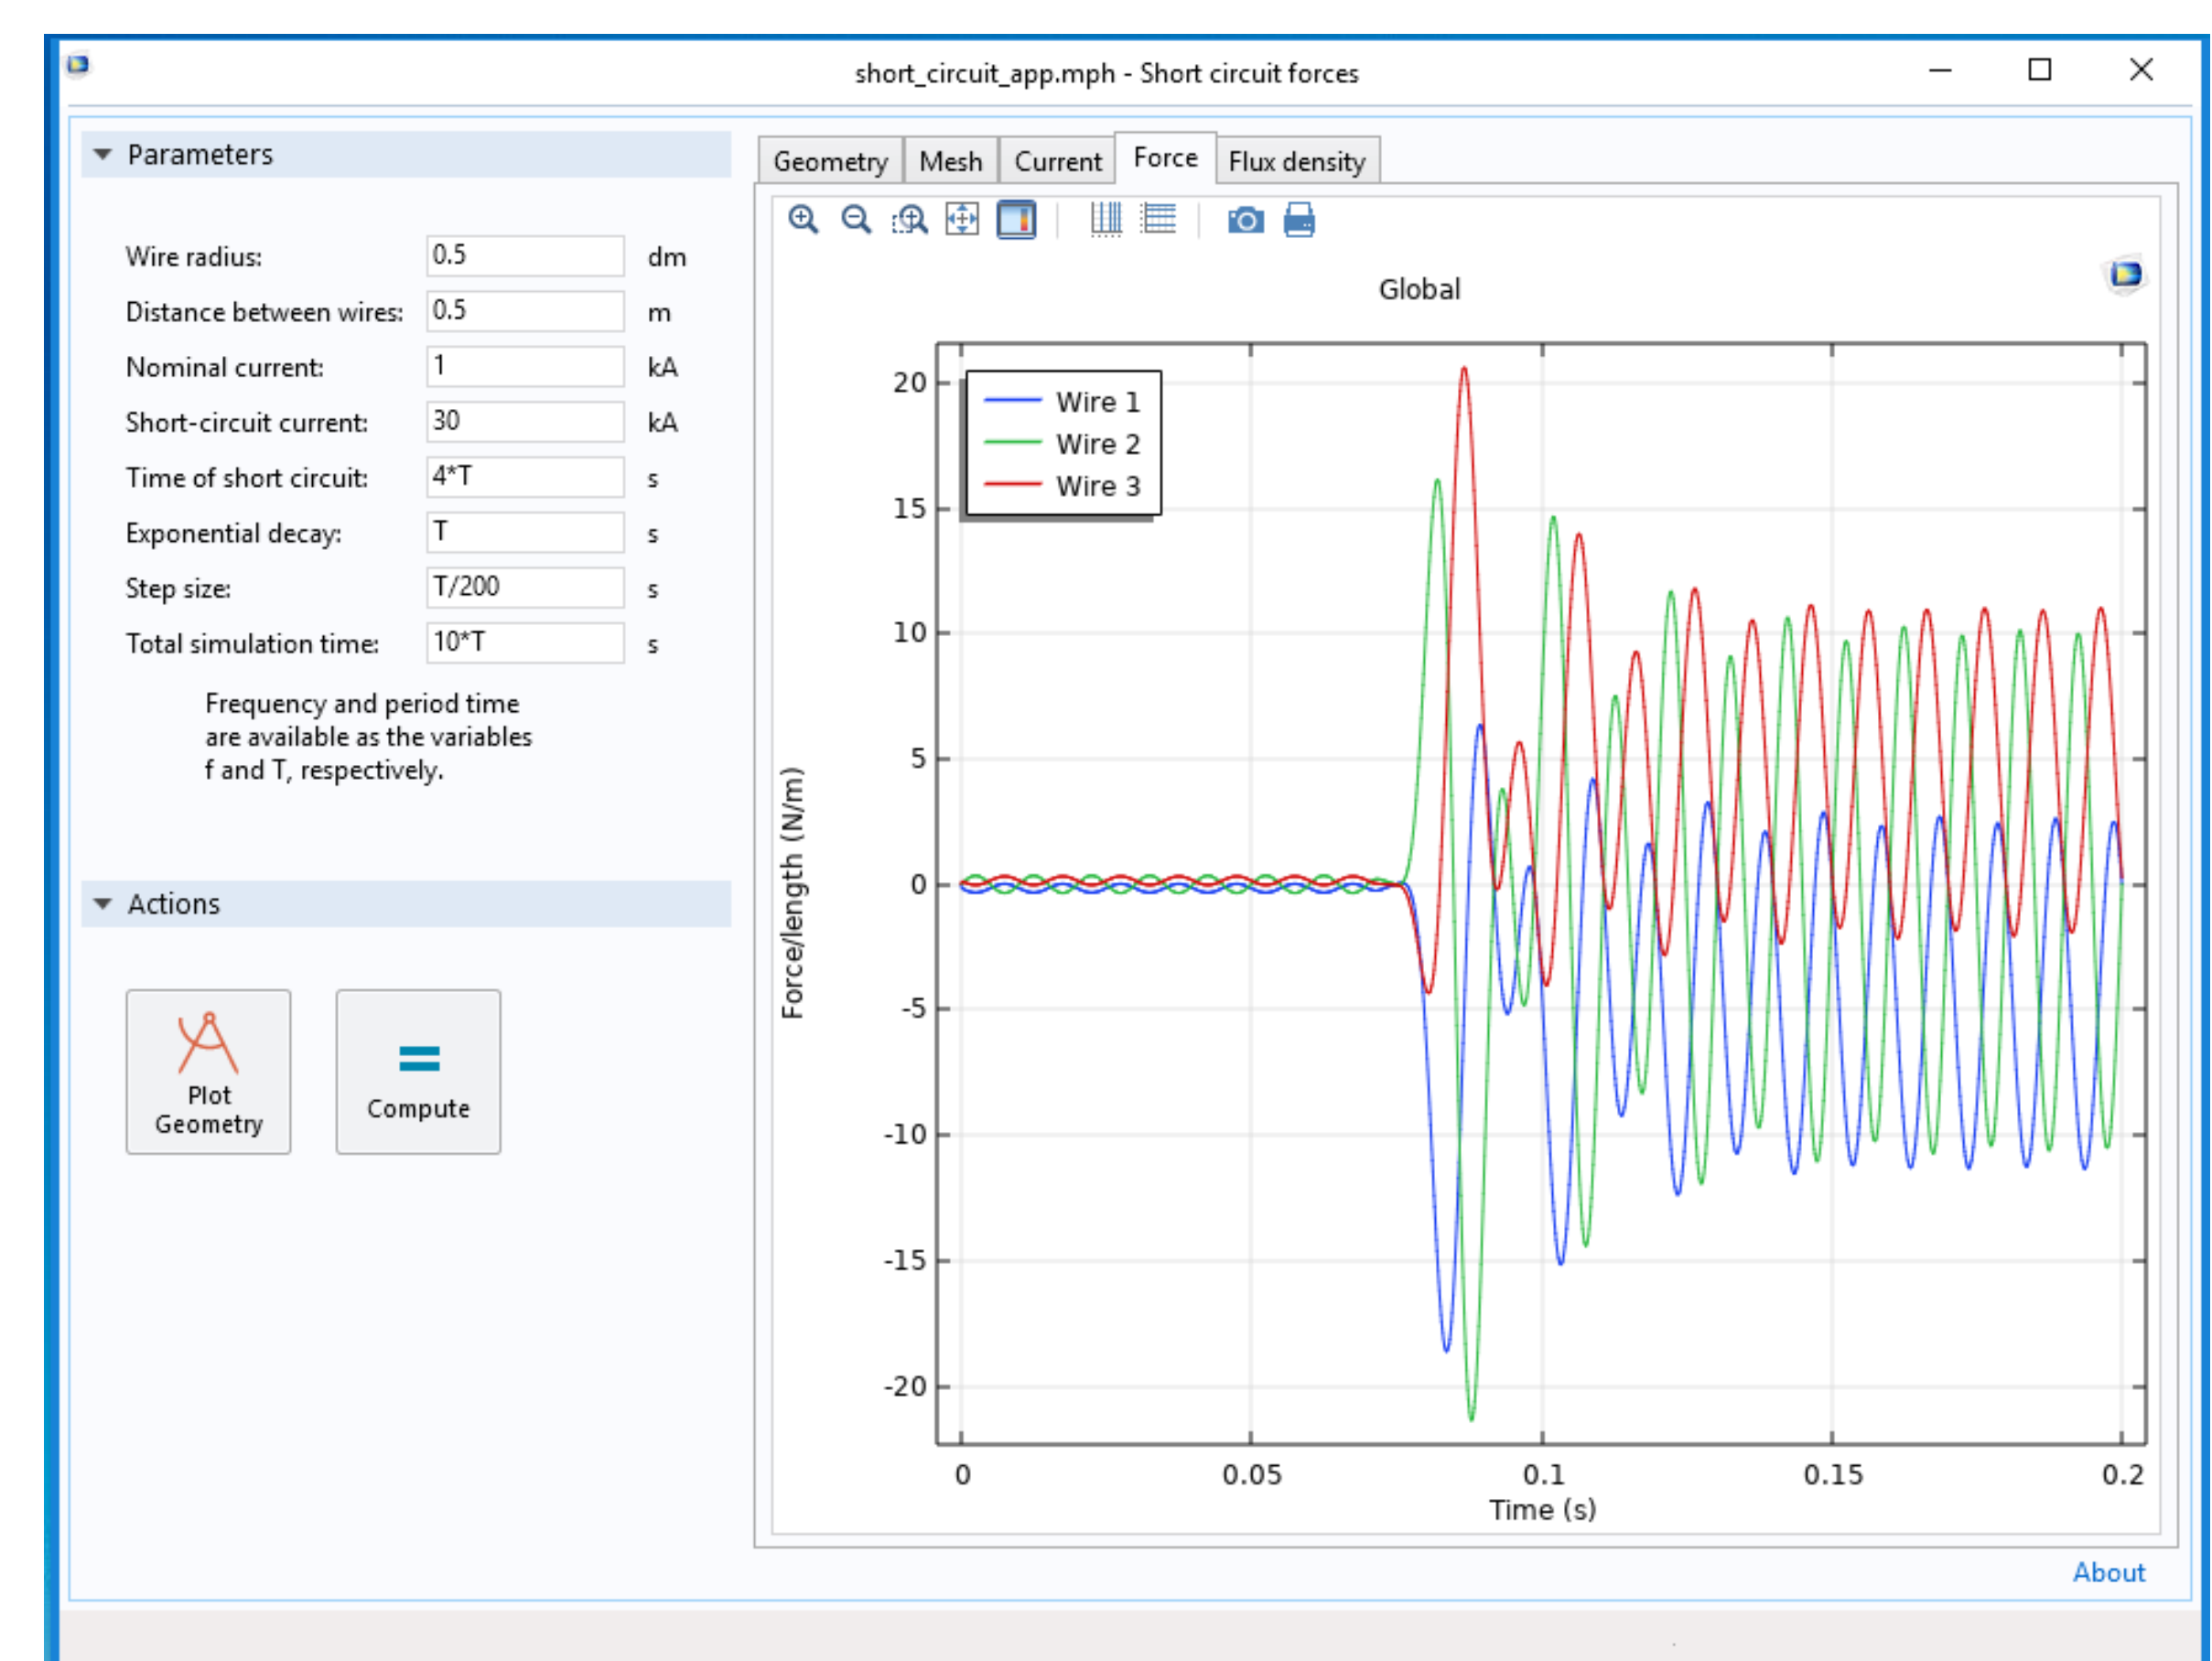 short_circuit_app.mph - Short circuit forces
Parameters
Wire radius: 0.5 dm
Distance between wires: 0.5 m
Nominal current: 1 kA
Short-circuit current: 30 kA
Time of short circuit: 4*T s
Exponential decay: T s
Step size: T/200 s
Total simulation time: 10*T s
Frequency and period time
are available as the variables
f and T, respectively.
Actions
Plot
Geometry
Compute
Geometry Mesh Current Force Flux density
Global
Wire 1
Wire 2
Wire 3
20
15
10
5
0
-5
-10
-15
-20
Force/length (N/m)
0 0.05 0.1 0.15 0.2
Time (s)
About